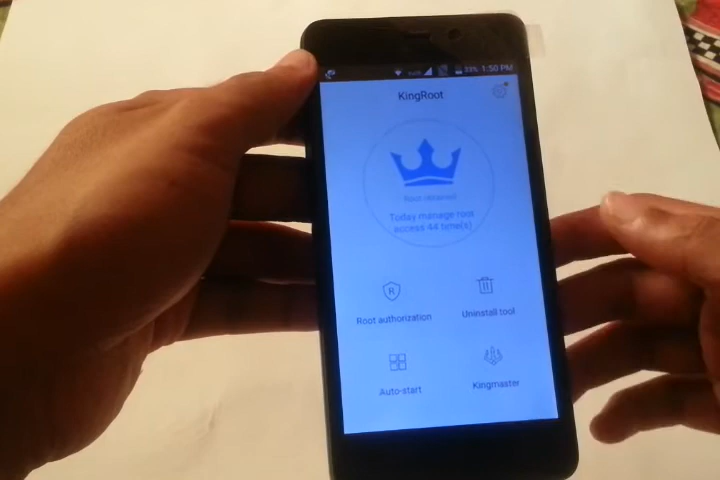 33% 1:50 PM
KingRoot
Root obtained
Today manage root
access 44 time(s)
R
Root authorization
Uninstall tool
Auto-start
Kingmaster